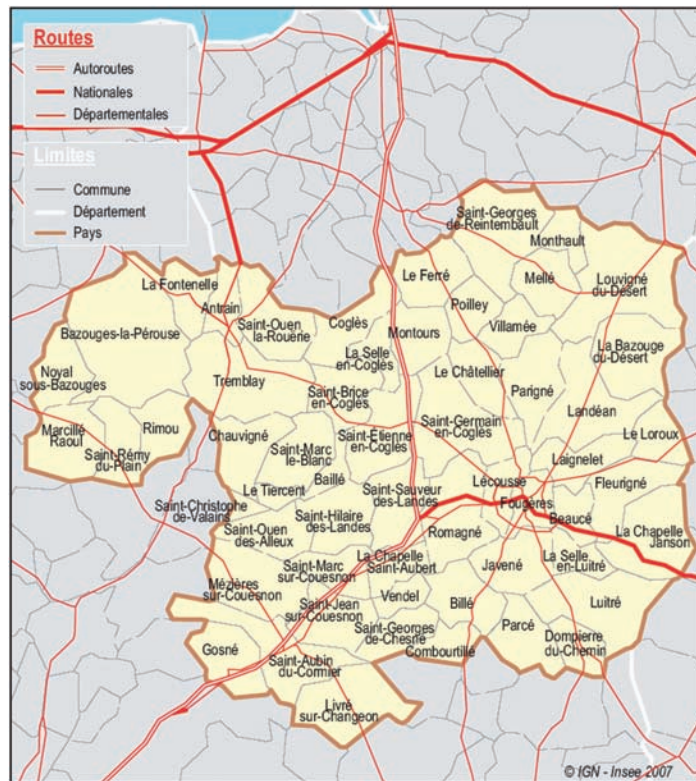 Routes
Autoroutes
Nationales
Départementales
Limites
Commune
Département
Pays
Saint-Georges
de-Reintembault
Monthault
Le Ferré
Mellé
Louvigné
du-Désert
La Fontenelle
Poilley
Antrain
Villamée
Bazouges-la-Pérouse
Saint-Ouen
la-Rouërie
Coglès
Montours
La Bazouge
du-Désert
La Selle
en-Coglès
Noyal
sous-Bazouges
Tremblay
Le Châtellier
Parigné
Saint-Brice
en-Coglès
Landéan
Marcillé
Raoul
Rimou
Chauvigné
Saint-Étienne
en-Coglès
Saint-Germain
en-Coglès
Le Loroux
Saint-Rémy
du-Plain
Saint-Marc
le-Blanc
Laignelet
Baillé
Le Tiercent
Saint-Sauveur
des-Landes
Lécousse
Fleurigné
Saint-Christophe
de-Valains
Fougères
Beaucé
Saint-Hilaire
des-Landes
Saint-Ouen
des-Alleux
Romagné
La Chapelle
Janson
La Chapelle
Saint-Aubert
La Selle
en-Luitré
Saint-Marc
sur-Couesnon
Javené
Mézières
sur-Couesnon
Vendel
Billé
Luitré
Saint-Jean
sur-Couesnon
Saint-Georges
de-Chesné
Parcé
Dompierre
du-Chemin
Gosné
Combourtillé
Saint-Aubin
du-Cormier
Livré
sur-Changeon
© IGN - Insee 2007